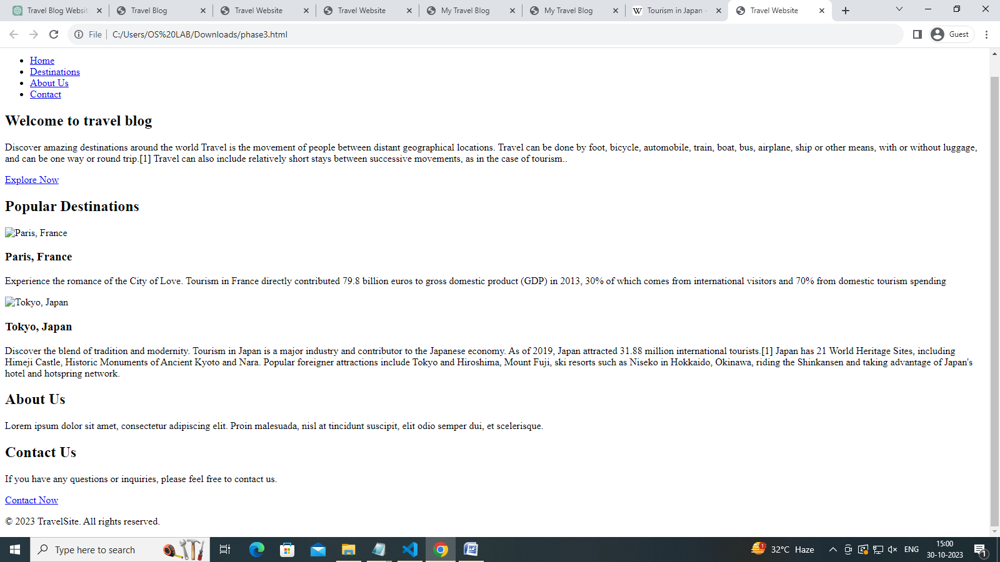 Travel Blog Websit
Travel Blog
Travel Website
Travel Website
My Travel Blog
My Travel Blog
W Tourism in Japan -
Travel Website
File
C:/Users/OS%20LAB/Downloads/phase3.html
Guest
Home
Destinations
About Us
Contact
Welcome to travel blog
Discover amazing destinations around the world Travel is the movement of people between distant geographical locations. Travel can be done by foot, bicycle, automobile, train, boat, bus, airplane, ship or other means, with or without luggage,
and can be one way or round trip.[1] Travel can also include relatively short stays between successive movements, as in the case of tourism..
Explore Now
Popular Destinations
Paris, France
Paris, France
Experience the romance of the City of Love. Tourism in France directly contributed 79.8 billion euros to gross domestic product (GDP) in 2013, 30% of which comes from international visitors and 70% from domestic tourism spending
Tokyo, Japan
Tokyo, Japan
Discover the blend of tradition and modernity. Tourism in Japan is a major industry and contributor to the Japanese economy. As of 2019, Japan attracted 31.88 million international tourists.[1] Japan has 21 World Heritage Sites, including
Himeji Castle, Historic Monuments of Ancient Kyoto and Nara. Popular foreigner attractions include Tokyo and Hiroshima, Mount Fuji, ski resorts such as Niseko in Hokkaido, Okinawa, riding the Shinkansen and taking advantage of Japan's
hotel and hotspring network.
About Us
Lorem ipsum dolor sit amet, consectetur adipiscing elit. Proin malesuada, nisl at tincidunt suscipit, elit odio semper dui, et scelerisque.
Contact Us
If you have any questions or inquiries, please feel free to contact us.
Contact Now
© 2023 TravelSite. All rights reserved.
Type here to search
W
1
32°C Haze
ENG
15:00
30-10-2023
1